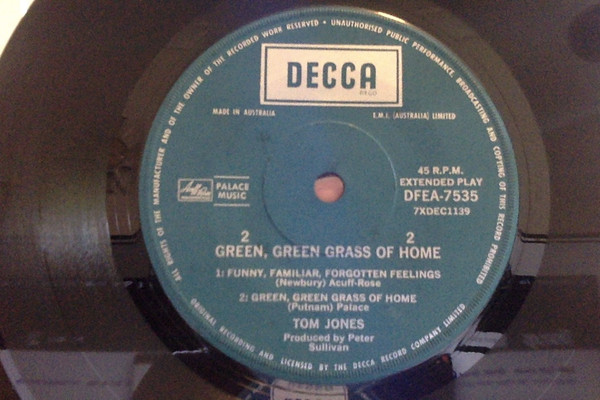 ALL RIGHTS OF THE MANUFACTURER AND OF THE OWNER OF THE RECORDED WORK RESERVED • UNAUTHORISED PUBLIC PERFORMANCE, BROADCASTING AND COPYING OF THIS RECORD PROHIBITED
DECCA
MADE IN AUSTRALIA
E.M.I. (AUSTRALIA) LIMITED
Acuff-Rose
PALACE
MUSIC
45 R.P.M.
EXTENDED PLAY
DFEA-7535
7XDEC1139
2 2
GREEN, GREEN GRASS OF HOME
1: FUNNY, FAMILIAR, FORGOTTEN FEELINGS
(Newbury) Acuff-Rose
2: GREEN, GREEN GRASS OF HOME
(Putnam) Palace
TOM JONES
Produced by Peter
Sullivan
ORIGINAL RECORDING AND LICENSED BY THE DECCA RECORD COMPANY LIMITED